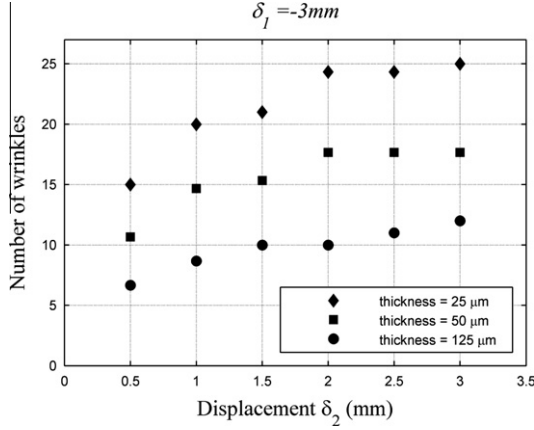 δ1 =-3mm
25
20
15
10
5
0
Number of wrinkles
thickness = 25 μm
thickness = 50 μm
thickness = 125 μm
0 0.5 1 1.5 2 2.5 3 3.5
Displacement δ2 (mm)